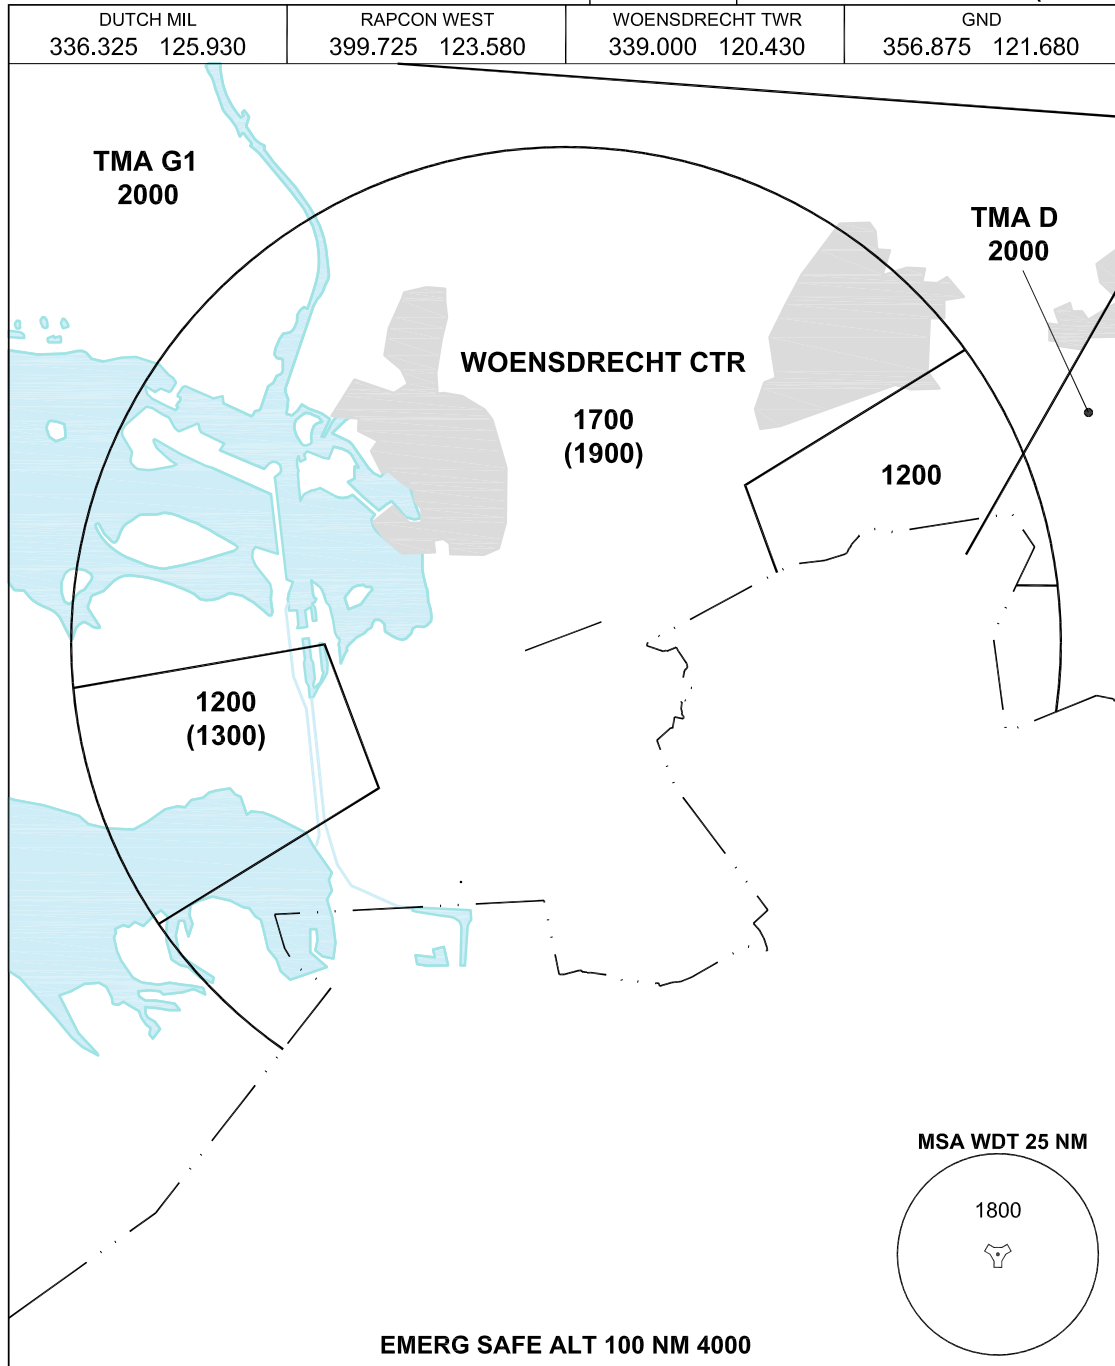 DUTCH MIL
336.325 125.930
RAPCON WEST
399.725 123.580
WOENSDRECHT TWR
339.000 120.430
GND
356.875 121.680
TMA G1
2000
TMA D
2000
WOENSDRECHT CTR
1700
(1900)
1200
1200
(1300)
MSA WDT 25 NM
1800
EMERG SAFE ALT 100 NM 4000